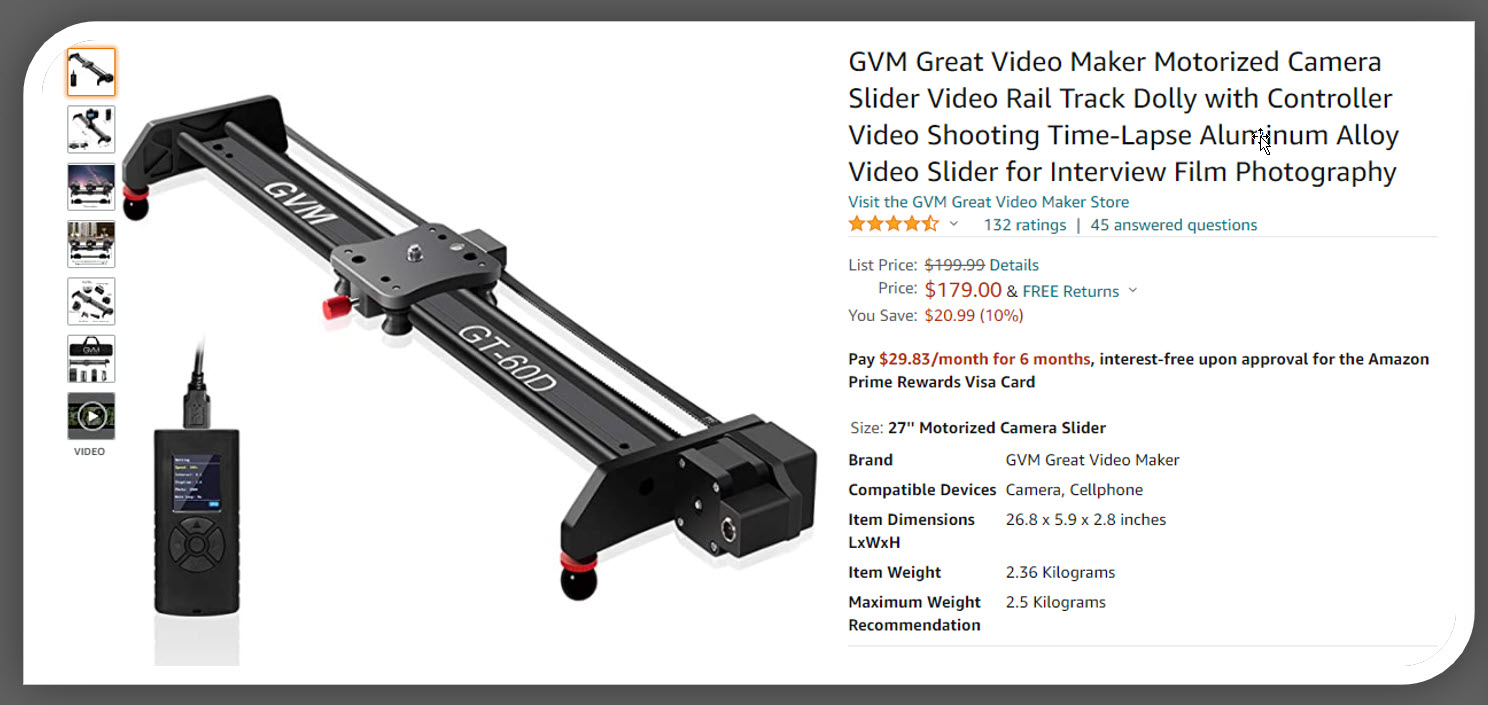 GVM Great Video Maker Motorized Camera
Slider Video Rail Track Dolly with Controller
Video Shooting Time-Lapse Aluminum Alloy
Video Slider for Interview Film Photography
Visit the GVM Great Video Maker Store
132 ratings | 45 answered questions
List Price: $199.99 Details
Price: $179.00 & FREE Returns
You Save: $20.99 (10%)
Pay $29.83/month for 6 months, interest-free upon approval for the Amazon
Prime Rewards Visa Card
Size: 27" Motorized Camera Slider
Brand GVM Great Video Maker
Compatible Devices Camera, Cellphone
Item Dimensions 26.8 x 5.9 x 2.8 inches
LxWxH
Item Weight 2.36 Kilograms
Maximum Weight 2.5 Kilograms
Recommendation
GVM
GT-60D
VIDEO